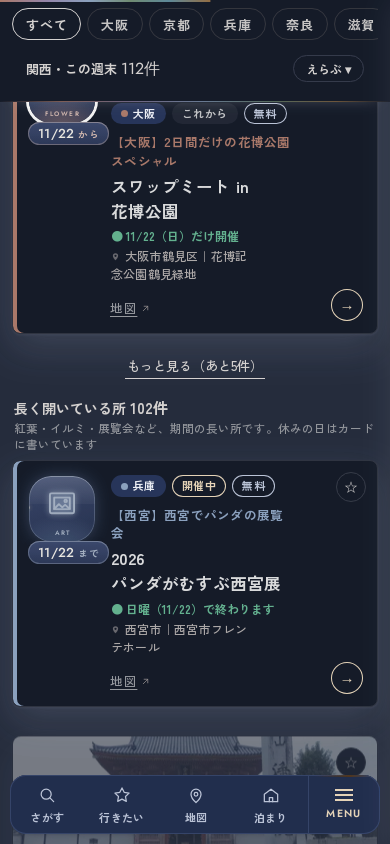 すべて 大阪 京都 兵庫 奈良 滋賀
関西・この週末 112件 えらぶ ▾
FLOWER
11/22 から
大阪 これから 無料
【大阪】2日間だけの花博公園
スペシャル
スワップミート in
花博公園
11/22（日）だけ開催
大阪市鶴見区｜花博記
念公園鶴見緑地
地図 ↗
→
もっと見る（あと5件）
長く開いている所 102件
紅葉・イルミ・展覧会など、期間の長い所です。休みの日はカード
に書いています
ART
11/22 まで
兵庫 開催中 無料
【西宮】西宮でパンダの展覧
会
2026
パンダがむすぶ西宮展
日曜（11/22）で終わります
西宮市｜西宮市フレン
テホール
地図 ↗
→
さがす 行きたい 地図 泊まり MENU